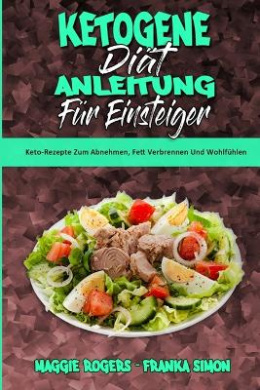 KETOGENE
Diät
ANLEITUNG
Für Einsteiger
Keto-Rezepte Zum Abnehmen, Fett Verbrennen Und Wohlfühlen
MAGGIE ROGERS - FRANKA SIMON